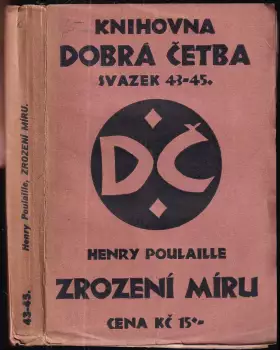 KNIHOVNA
DOBRÁ ČETBA
SVAZEK 43-45.
DČ
HENRY POULAILLE
ZROZENÍ MÍRU
CENA KČ 15•-
Henry Poulaille, ZROZENÍ MÍRU.
43-45.